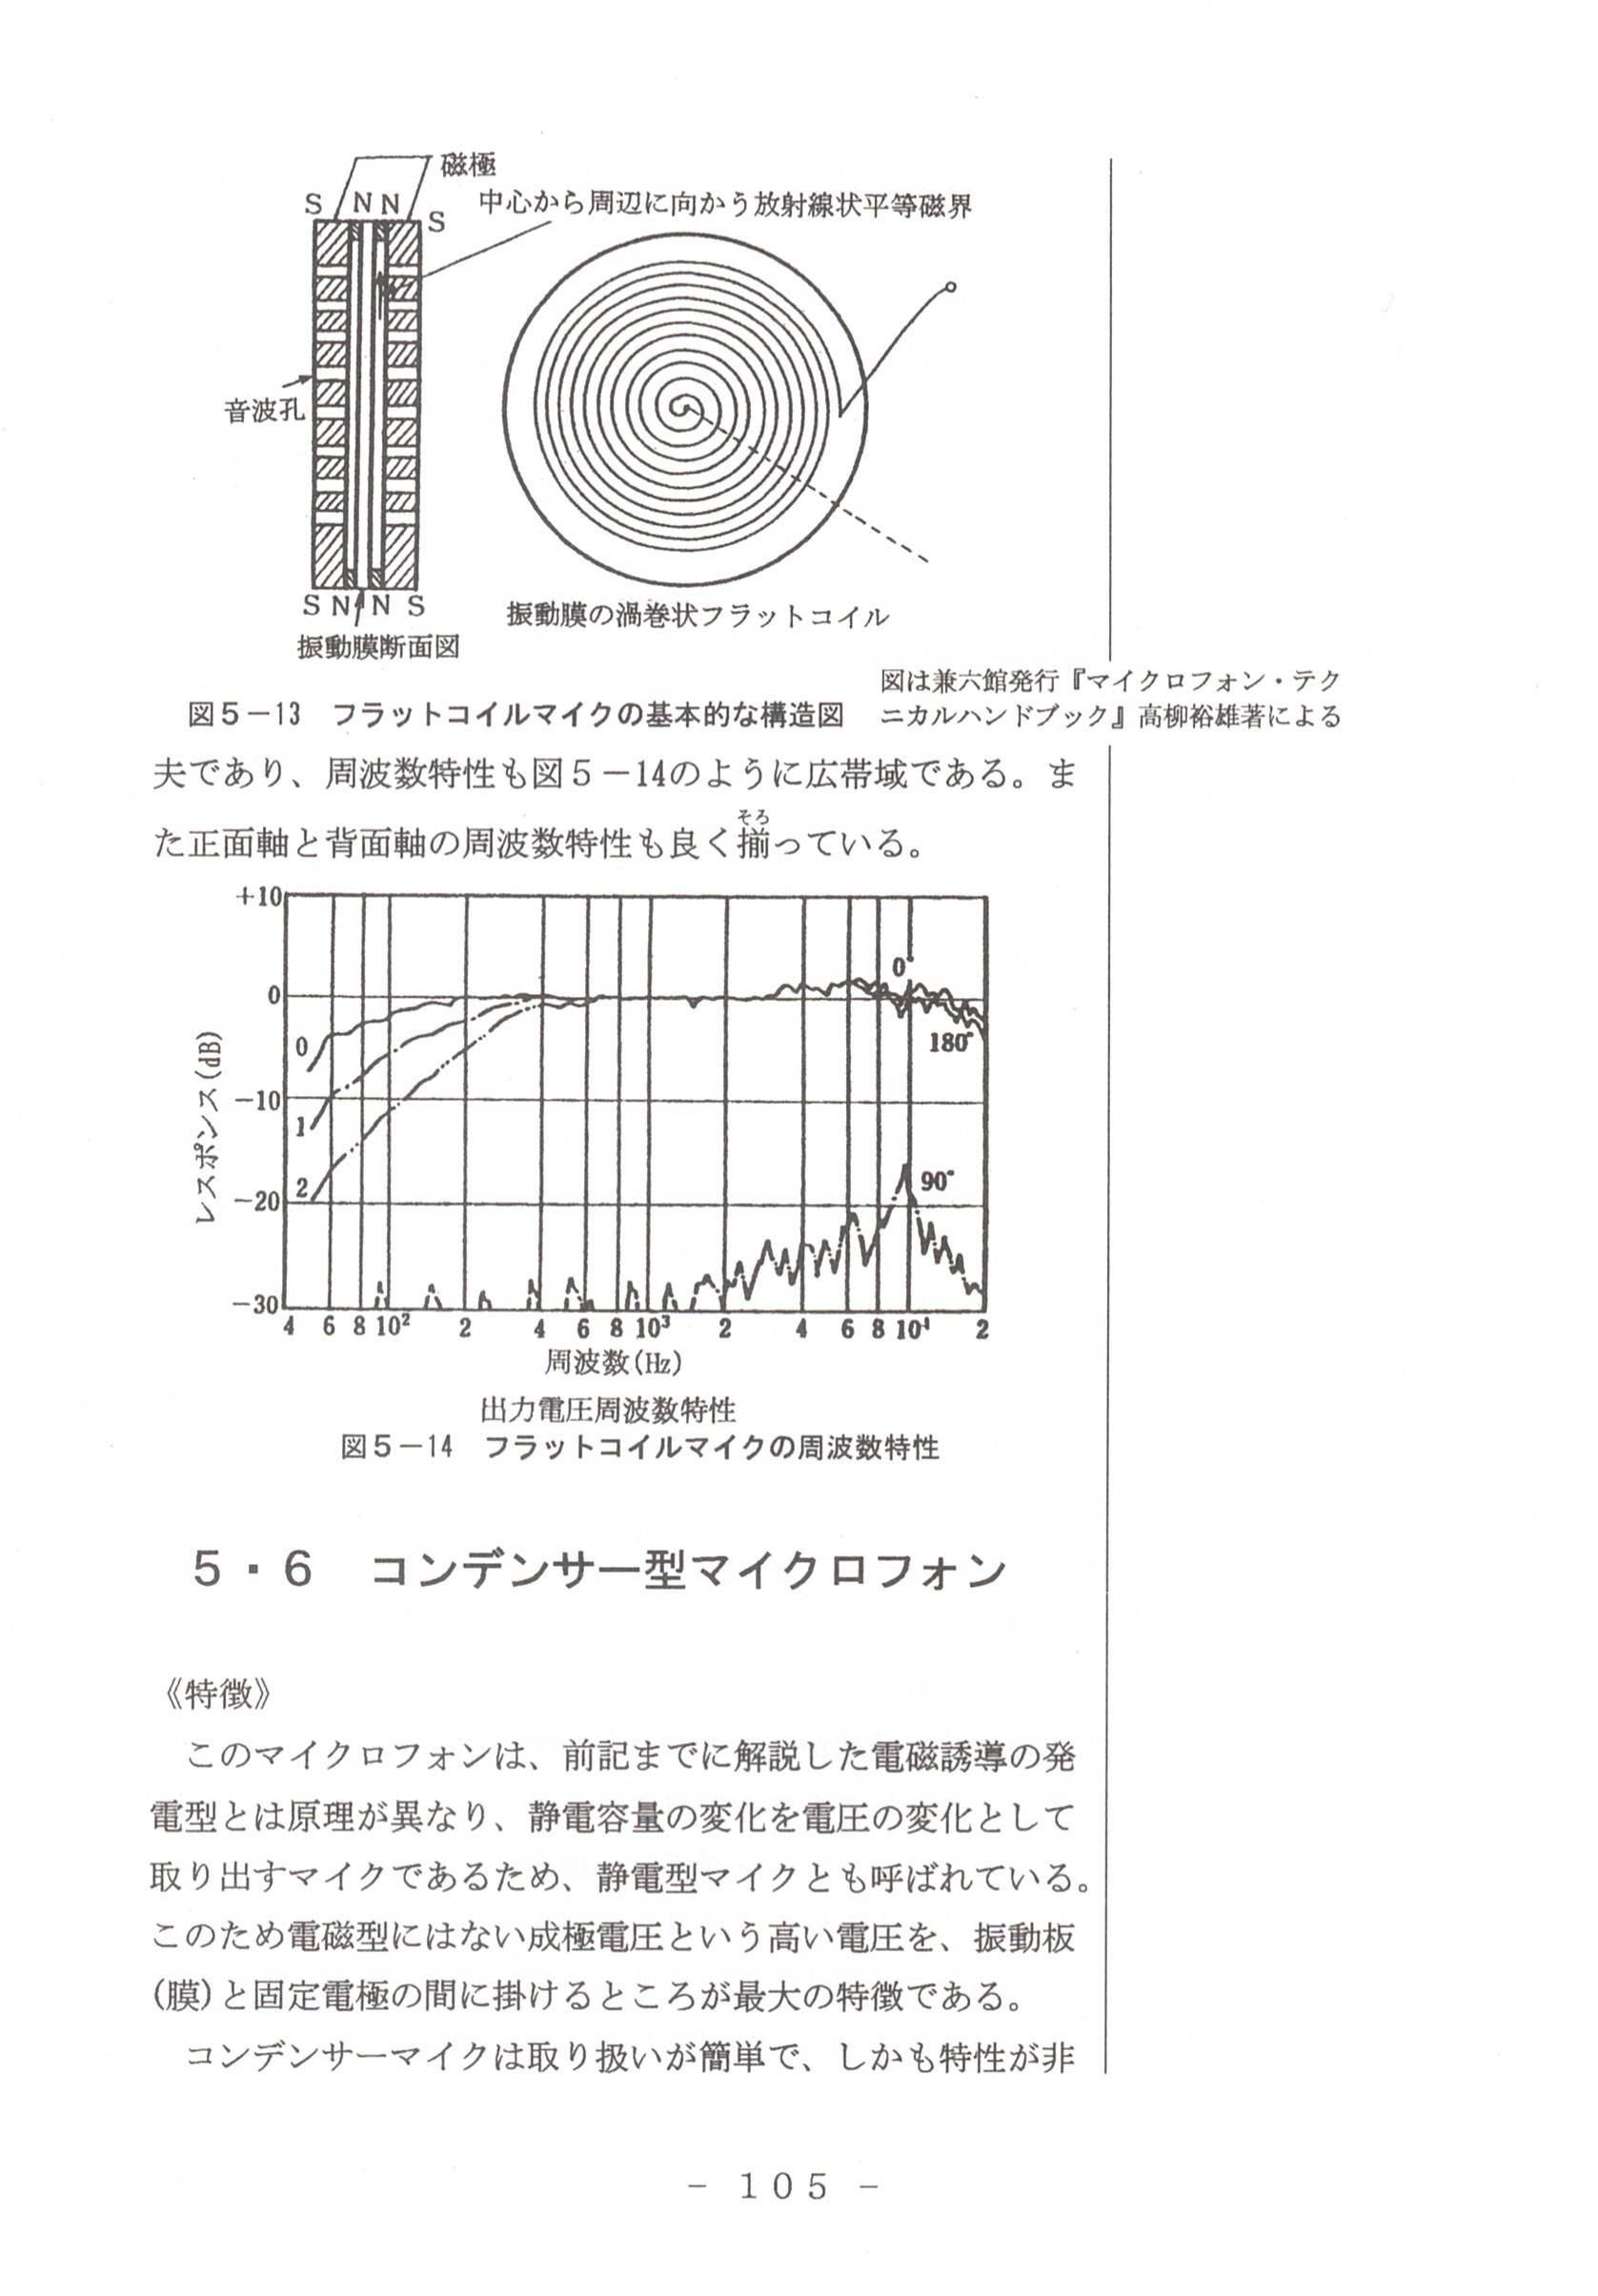 磁極
S N N S
中心から周辺に向かう放射線状平等磁界
音波孔
S N N S
振動膜断面図
振動膜の渦巻状フラットコイル
図は兼六館発行『マイクロフォン・テク
ニカルハンドブック』高柳裕雄著による
図5－13 フラットコイルマイクの基本的な構造図
夫であり、周波数特性も図5－14のように広帯域である。ま
そろ
た正面軸と背面軸の周波数特性も良く揃っている。
レスポンス(dB)
+10
0
−10
−20
−30
0
1
2
0°
180°
90°
4 6 8 10² 2 4 6 8 10³ 2 4 6 8 10⁴ 2
周波数(Hz)
出力電圧周波数特性
図5－14 フラットコイルマイクの周波数特性
5・6 コンデンサー型マイクロフォン
《特徴》
このマイクロフォンは、前記までに解説した電磁誘導の発
電型とは原理が異なり、静電容量の変化を電圧の変化として
取り出すマイクであるため、静電型マイクとも呼ばれている。
このため電磁型にはない成極電圧という高い電圧を、振動板
(膜)と固定電極の間に掛けるところが最大の特徴である。
コンデンサーマイクは取り扱いが簡単で、しかも特性が非
− 105 −